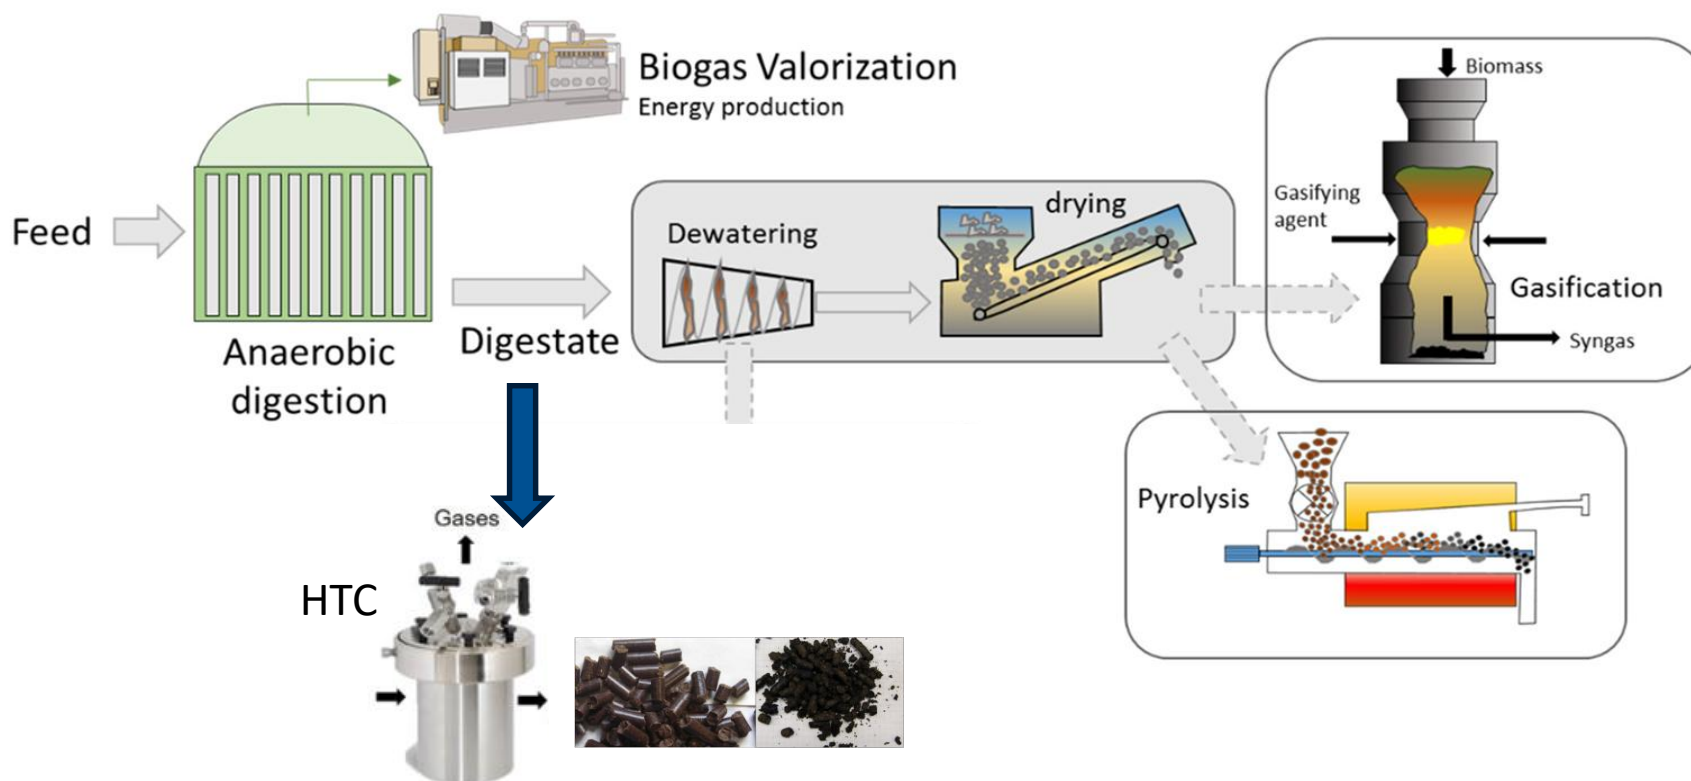 Biogas Valorization
Energy production
Feed
Anaerobic
digestion
Digestate
Dewatering
drying
Biomass
Gasifying
agent
Gasification
Syngas
Pyrolysis
Gases
HTC